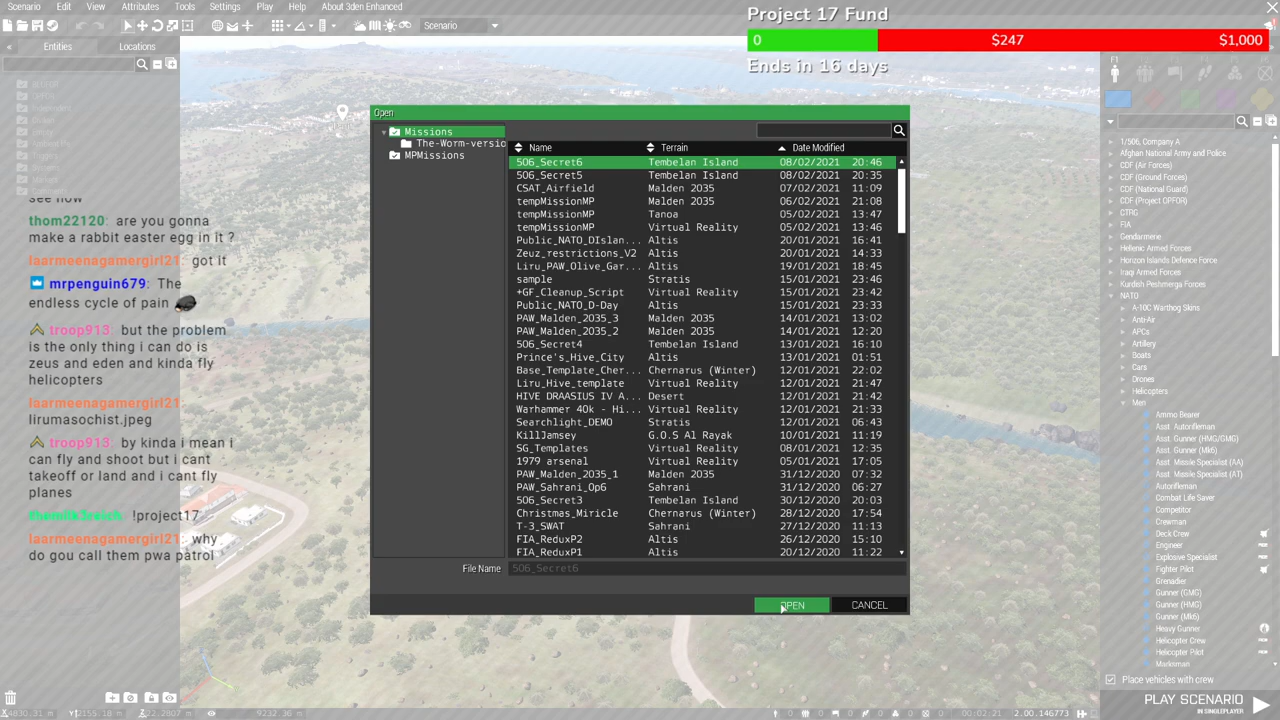 Scenario Edit View Attributes Tools Settings Play Help About 3den Enhanced
Scenario
Project 17 Fund
0 $247 $1,000
Ends in 16 days
Entities Locations
see now
thom22120: are you gonna
make a rabbit easter egg in it ?
laarmeenagamergirl21: got it
mrpenguin679: The
endless cycle of pain
troop913: but the problem
is the only thing i can do is
zeus and eden and kinda fly
helicopters
laarmeenagamergirl21:
lirumasochist.jpeg
troop913: by kinda i mean i
can fly and shoot but i cant
takeoff or land and i cant fly
planes
!project17
laarmeenagamergirl21: why
do gou call them pwa patrol
Open
Missions
The-Worm-versio
MPMissions
Name Terrain Date Modified
506_Secret6 Tembelan Island 08/02/2021 20:46
506_Secret5 Tembelan Island 08/02/2021 20:35
CSAT_Airfield Malden 2035 07/02/2021 11:09
tempMissionMP Malden 2035 06/02/2021 21:08
tempMissionMP Tanoa 05/02/2021 13:47
tempMissionMP Virtual Reality 05/02/2021 13:46
Public_NATO_DIslan... Altis 20/01/2021 16:41
Zeuz_restrictions_V2 Altis 20/01/2021 14:33
Liru_PAW_Olive_Gar... Altis 19/01/2021 18:45
sample Stratis 15/01/2021 23:46
+GF_Cleanup_Script Virtual Reality 15/01/2021 23:42
Public_NATO_D-Day Altis 15/01/2021 23:33
PAW_Malden_2035_3 Malden 2035 14/01/2021 13:02
PAW_Malden_2035_2 Malden 2035 14/01/2021 12:20
506_Secret4 Tembelan Island 13/01/2021 16:10
Prince's_Hive_City Altis 13/01/2021 01:51
Base_Template_Cher... Chernarus (Winter) 12/01/2021 22:02
Liru_Hive_template Virtual Reality 12/01/2021 21:47
HIVE DRAASIUS IV A... Desert 12/01/2021 21:42
Warhammer 40k - Hi... Virtual Reality 12/01/2021 21:33
Searchlight_DEMO Stratis 12/01/2021 06:43
KillJamsey G.O.S Al Rayak 10/01/2021 11:19
SG_Templates Virtual Reality 08/01/2021 12:35
1979 arsenal Virtual Reality 05/01/2021 17:05
PAW_Malden_2035_1 Malden 2035 31/12/2020 07:32
PAW_Sahrani_Op6 Sahrani 31/12/2020 06:27
506_Secret3 Tembelan Island 30/12/2020 20:03
Christmas_Miricle Chernarus (Winter) 28/12/2020 17:54
T-3_SWAT Sahrani 27/12/2020 11:13
FIA_ReduxP2 Altis 26/12/2020 15:10
FIA_ReduxP1 Altis 20/12/2020 11:22
File Name 506_Secret6
OPEN CANCEL
1/506, Company A
Afghan National Army and Police
CDF (Air Forces)
CDF (Ground Forces)
CDF (National Guard)
CDF (Project OPFOR)
CTRG
FIA
Gendarmerie
Hellenic Armed Forces
Horizon Islands Defence Force
Iraqi Armed Forces
Kurdish Peshmerga Forces
NATO
A-10C Warthog Skins
Anti-Air
APCs
Artillery
Boats
Cars
Drones
Helicopters
Men
Ammo Bearer
Asst. Autorifleman
Asst. Gunner (HMG/GMG)
Asst. Gunner (Mk6)
Asst. Missile Specialist (AA)
Asst. Missile Specialist (AT)
Autorifleman
Combat Life Saver
Competitor
Crewman
Deck Crew
Engineer
Explosive Specialist
Fighter Pilot
Grenadier
Gunner (GMG)
Gunner (HMG)
Gunner (Mk6)
Heavy Gunner
Helicopter Crew
Helicopter Pilot
Marksman
Place vehicles with crew
PLAY SCENARIO
IN SINGLEPLAYER
9232.36 m
2.00.146773